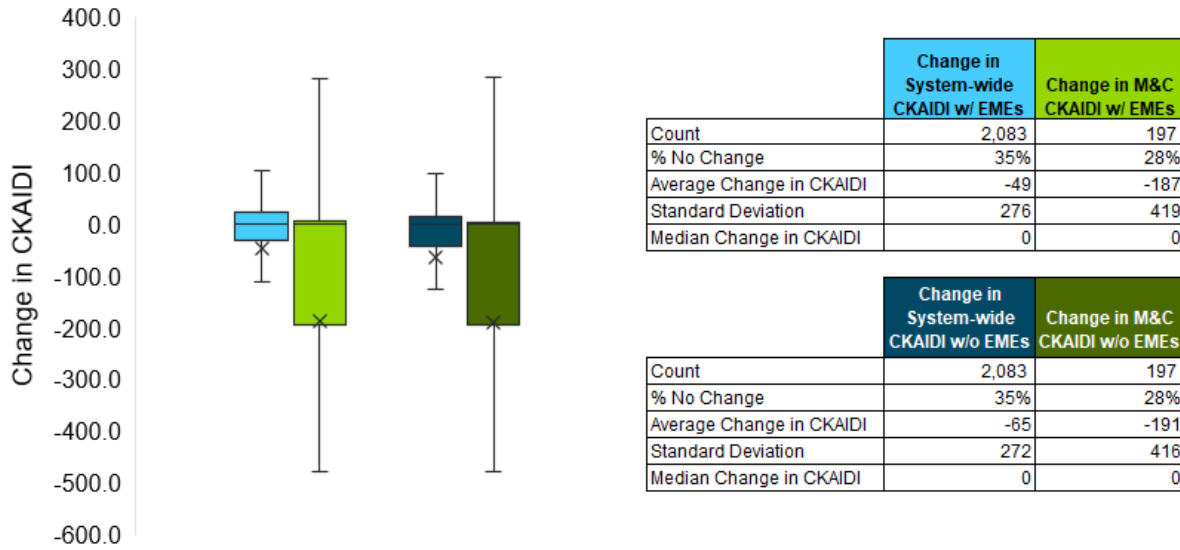 400.0
300.0
200.0
100.0
0.0
-100.0
-200.0
-300.0
-400.0
-500.0
-600.0
Change in CKAIDI
Change in
System-wide
CKAIDI w/ EMEs
Change in M&C
CKAIDI w/ EMEs
Count 2,083 197
% No Change 35% 28%
Average Change in CKAIDI -49 -187
Standard Deviation 276 419
Median Change in CKAIDI 0 0
Change in
System-wide
CKAIDI w/o EMEs
Change in M&C
CKAIDI w/o EMEs
Count 2,083 197
% No Change 35% 28%
Average Change in CKAIDI -65 -191
Standard Deviation 272 416
Median Change in CKAIDI 0 0